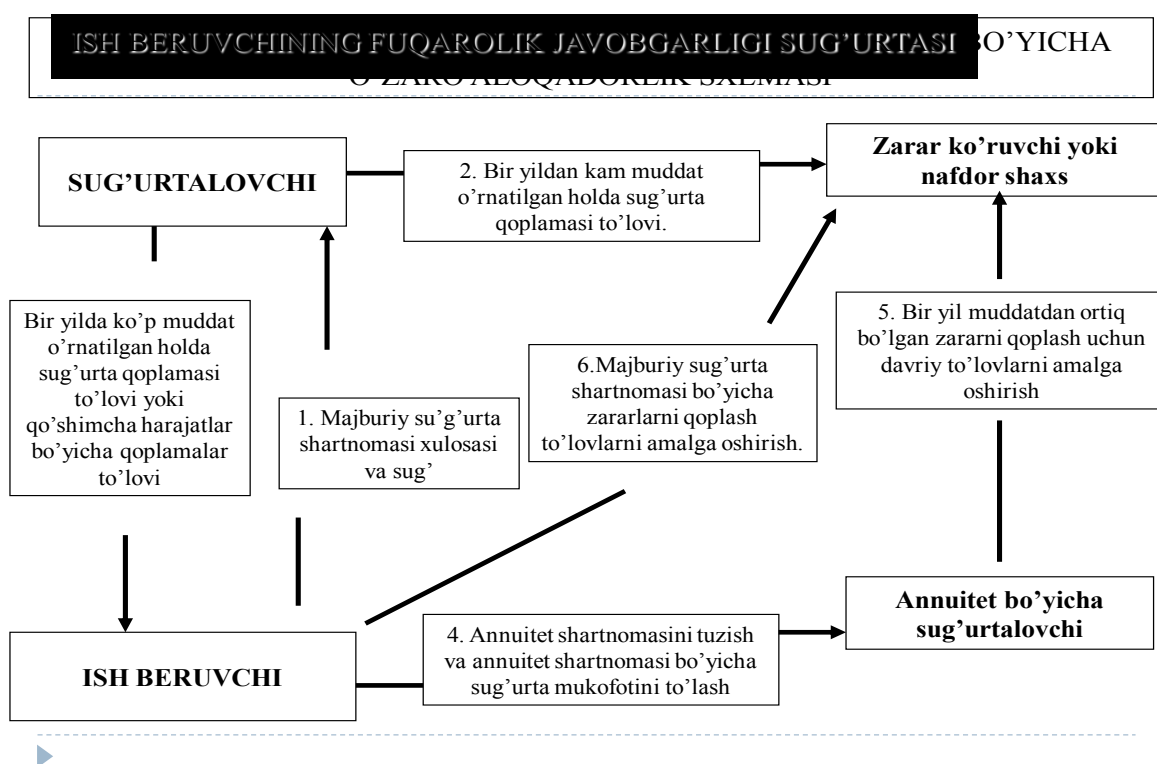 ISH BERUVCHINING FUQAROLIK JAVOBGARLIGI SUG'URTASI BO'YICHA
O'ZARO ALOQADORLIK SXEMASI
SUG'URTALOVCHI
2. Bir yildan kam muddat
o'rnatilgan holda sug'urta
qoplamasi to'lovi.
Zarar ko'ruvchi yoki
nafdor shaxs
Bir yilda ko'p muddat
o'rnatilgan holda
sug'urta qoplamasi
to'lovi yoki
qo'shimcha harajatlar
bo'yicha qoplamalar
to'lovi
1. Majburiy su'g'urta
shartnomasi xulosasi
va sug'
6.Majburiy sug'urta
shartnomasi bo'yicha
zararlarni qoplash
to'lovlarni amalga oshirish.
5. Bir yil muddatdan ortiq
bo'lgan zararni qoplash uchun
davriy to'lovlarni amalga
oshirish
ISH BERUVCHI
4. Annuitet shartnomasini tuzish
va annuitet shartnomasi bo'yicha
sug'urta mukofotini to'lash
Annuitet bo'yicha
sug'urtalovchi